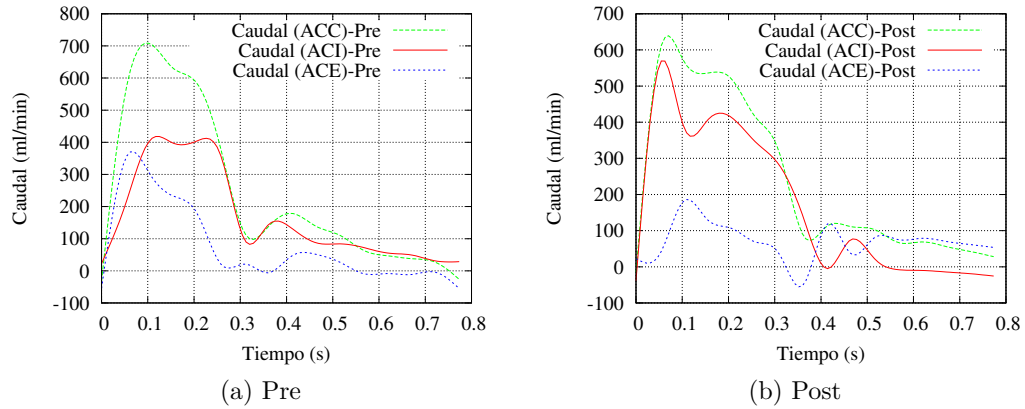 800
700
600
500
400
300
200
100
0
-100
Caudal (ml/min)
Caudal (ACC)-Pre
Caudal (ACI)-Pre
Caudal (ACE)-Pre
0 0.1 0.2 0.3 0.4 0.5 0.6 0.7 0.8
Tiempo (s)
(a) Pre
700
600
500
400
300
200
100
0
-100
Caudal (ml/min)
Caudal (ACC)-Post
Caudal (ACI)-Post
Caudal (ACE)-Post
0 0.1 0.2 0.3 0.4 0.5 0.6 0.7 0.8
Tiempo (s)
(b) Post